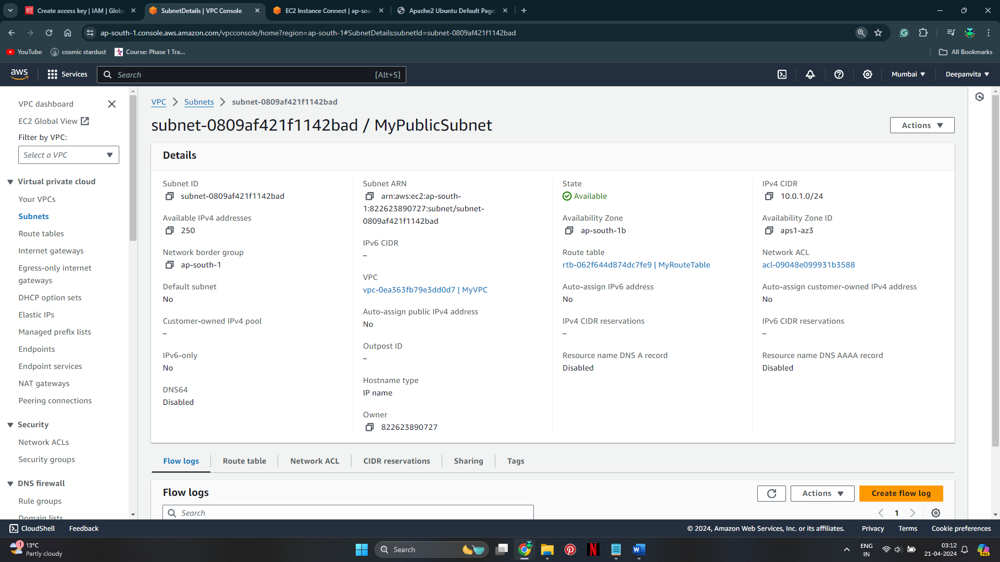 Create access key | IAM | Globa
SubnetDetails | VPC Console
EC2 Instance Connect | ap-sout
Apache2 Ubuntu Default Page
ap-south-1.console.aws.amazon.com/vpcconsole/home?region=ap-south-1#SubnetDetails:subnetId=subnet-0809af421f1142bad
YouTube
cosmic stardust
Course: Phase 1 Tra...
All Bookmarks
aws
Services
Search
[Alt+S]
Mumbai
Deepanvita
VPC dashboard
EC2 Global View
Filter by VPC:
Select a VPC
Virtual private cloud
Your VPCs
Subnets
Route tables
Internet gateways
Egress-only internet
gateways
DHCP option sets
Elastic IPs
Managed prefix lists
Endpoints
Endpoint services
NAT gateways
Peering connections
Security
Network ACLs
Security groups
DNS firewall
Rule groups
Domain lists
VPC
Subnets
subnet-0809af421f1142bad
subnet-0809af421f1142bad / MyPublicSubnet
Actions
Details
Subnet ID
subnet-0809af421f1142bad
Available IPv4 addresses
250
Network border group
ap-south-1
Default subnet
No
Customer-owned IPv4 pool
–
IPv6-only
No
DNS64
Disabled
Subnet ARN
arn:aws:ec2:ap-south-
1:822623890727:subnet/subnet-
0809af421f1142bad
IPv6 CIDR
–
VPC
vpc-0ea363fb79e3dd0d7 | MyVPC
Auto-assign public IPv4 address
No
Outpost ID
–
Hostname type
IP name
Owner
822623890727
State
Available
Availability Zone
ap-south-1b
Route table
rtb-062f644d874dc7fe9 | MyRouteTable
Auto-assign IPv6 address
No
IPv4 CIDR reservations
–
Resource name DNS A record
Disabled
IPv4 CIDR
10.0.1.0/24
Availability Zone ID
aps1-az3
Network ACL
acl-09048e099931b3588
Auto-assign customer-owned IPv4 address
No
IPv6 CIDR reservations
–
Resource name DNS AAAA record
Disabled
Flow logs
Route table
Network ACL
CIDR reservations
Sharing
Tags
Flow logs
Actions
Create flow log
Search
1
CloudShell
Feedback
© 2024, Amazon Web Services, Inc. or its affiliates.
Privacy
Terms
Cookie preferences
1
13°C
Partly cloudy
Search
ENG
IN
03:12
21-04-2024
PRE